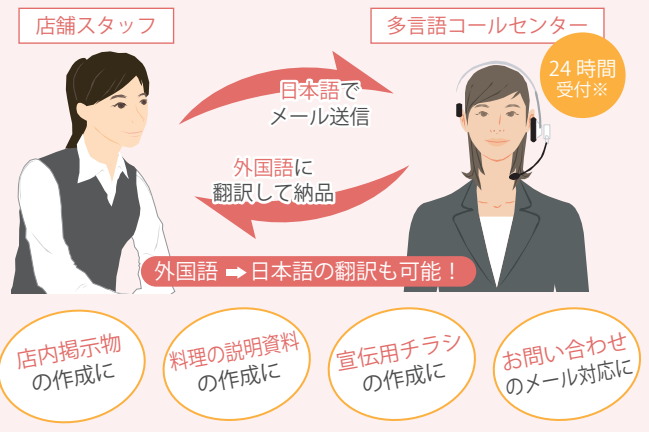 店舗スタッフ
多言語コールセンター
24時間
受付※
日本語で
メール送信
外国語に
翻訳して納品
外国語➡日本語の翻訳も可能！
店内掲示物
の作成に
料理の説明資料
の作成に
宣伝用チラシ
の作成に
お問い合わせ
のメール対応に